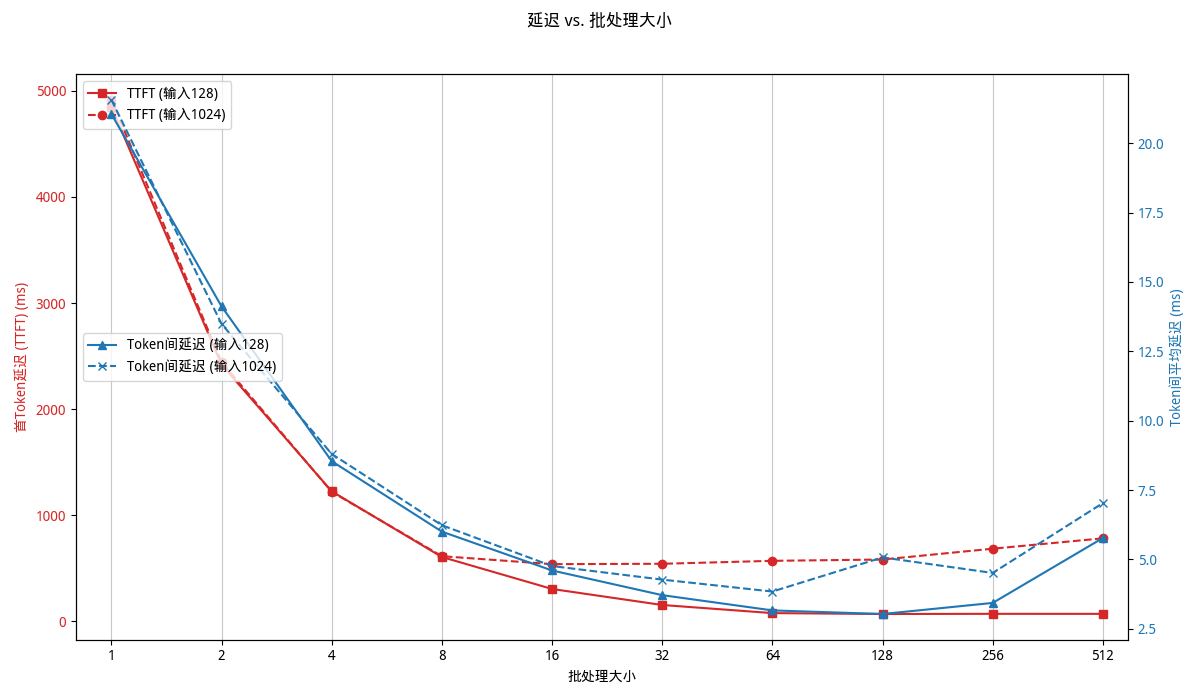 延迟 vs. 批处理大小
5000
4000
3000
2000
1000
0
首Token延迟 (TTFT) (ms)
TTFT (输入128)
TTFT (输入1024)
Token间延迟 (输入128)
Token间延迟 (输入1024)
20.0
17.5
15.0
12.5
10.0
7.5
5.0
2.5
Token间平均延迟 (ms)
1 2 4 8 16 32 64 128 256 512
批处理大小